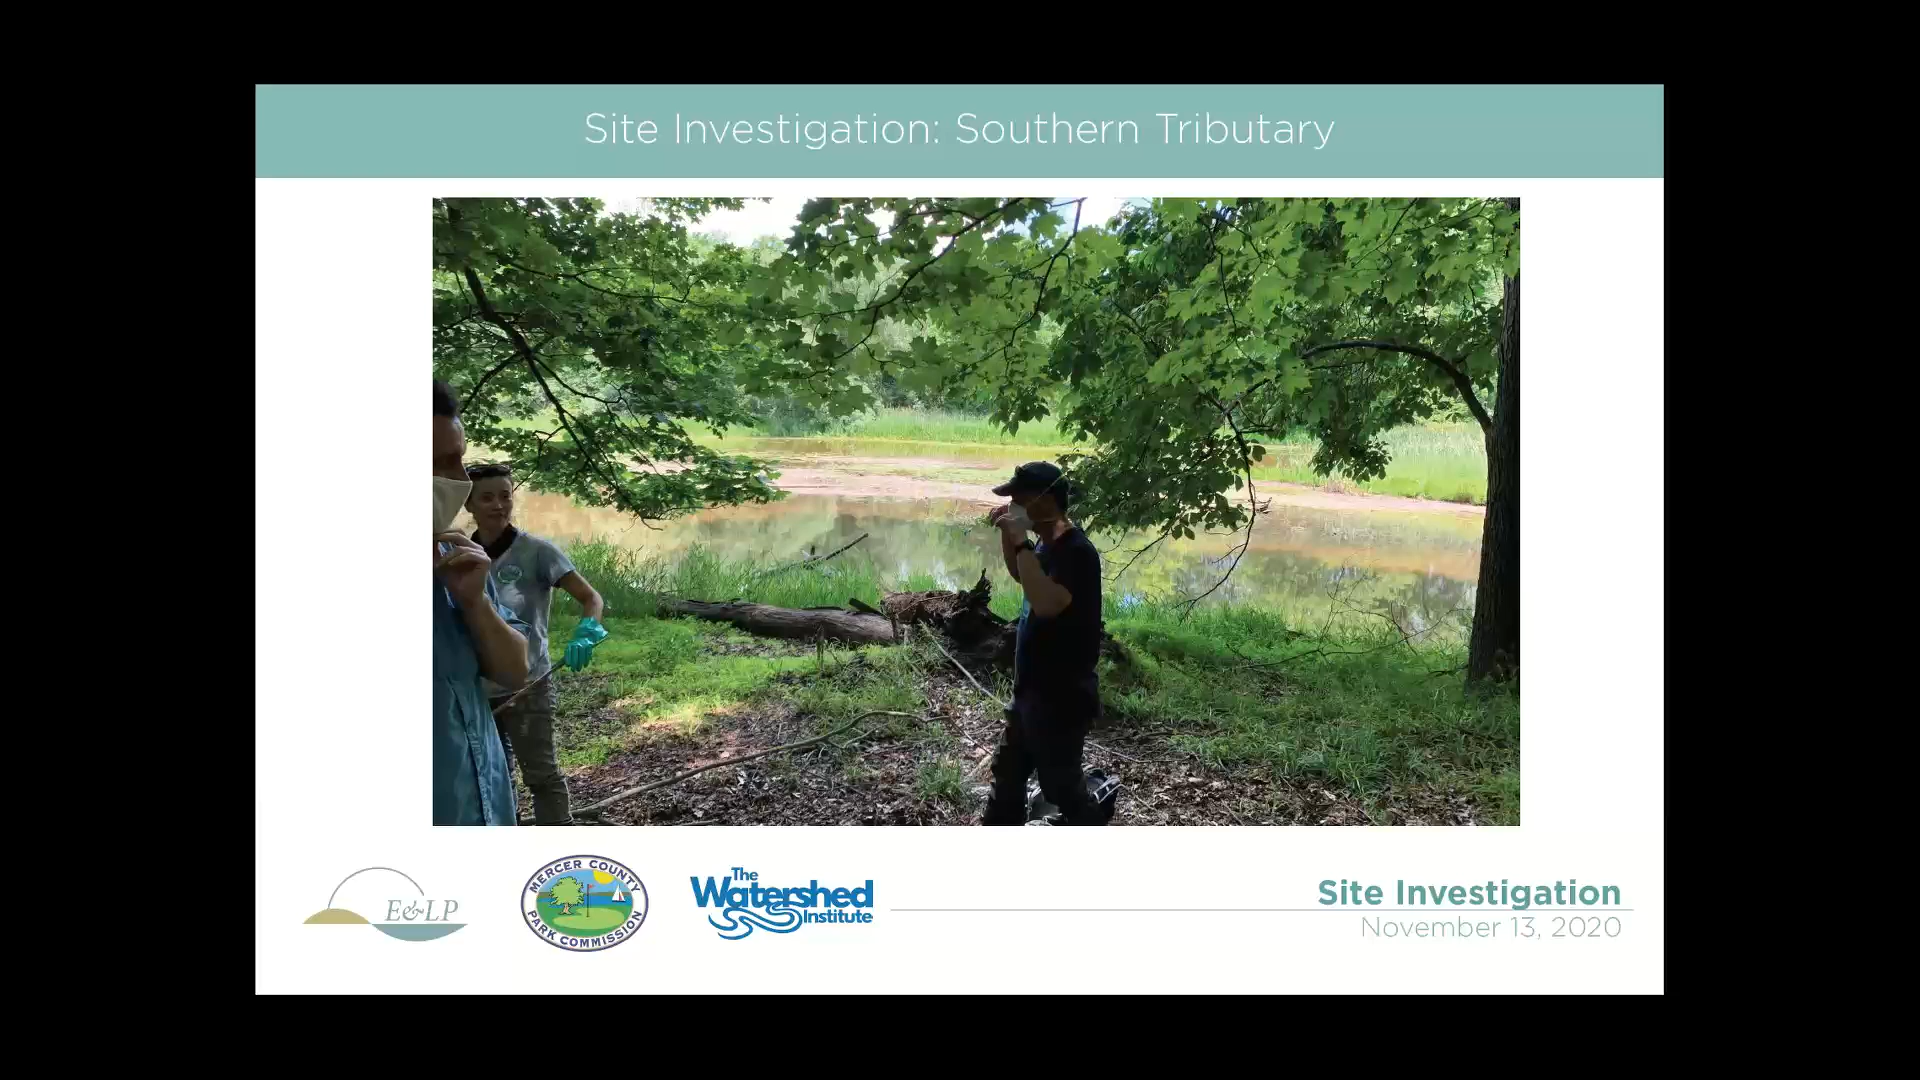 Site Investigation: Southern Tributary
E&LP
MERCER COUNTY
PARK COMMISSION
The
Watershed
Institute
Site Investigation
November 13, 2020